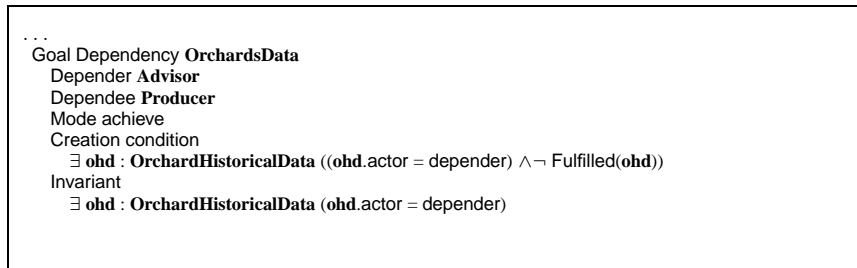 . . .
Goal Dependency OrchardsData
Depender Advisor
Dependee Producer
Mode achieve
Creation condition
∃ ohd : OrchardHistoricalData ((ohd.actor = depender) ∧¬ Fulfilled(ohd))
Invariant
∃ ohd : OrchardHistoricalData (ohd.actor = depender)